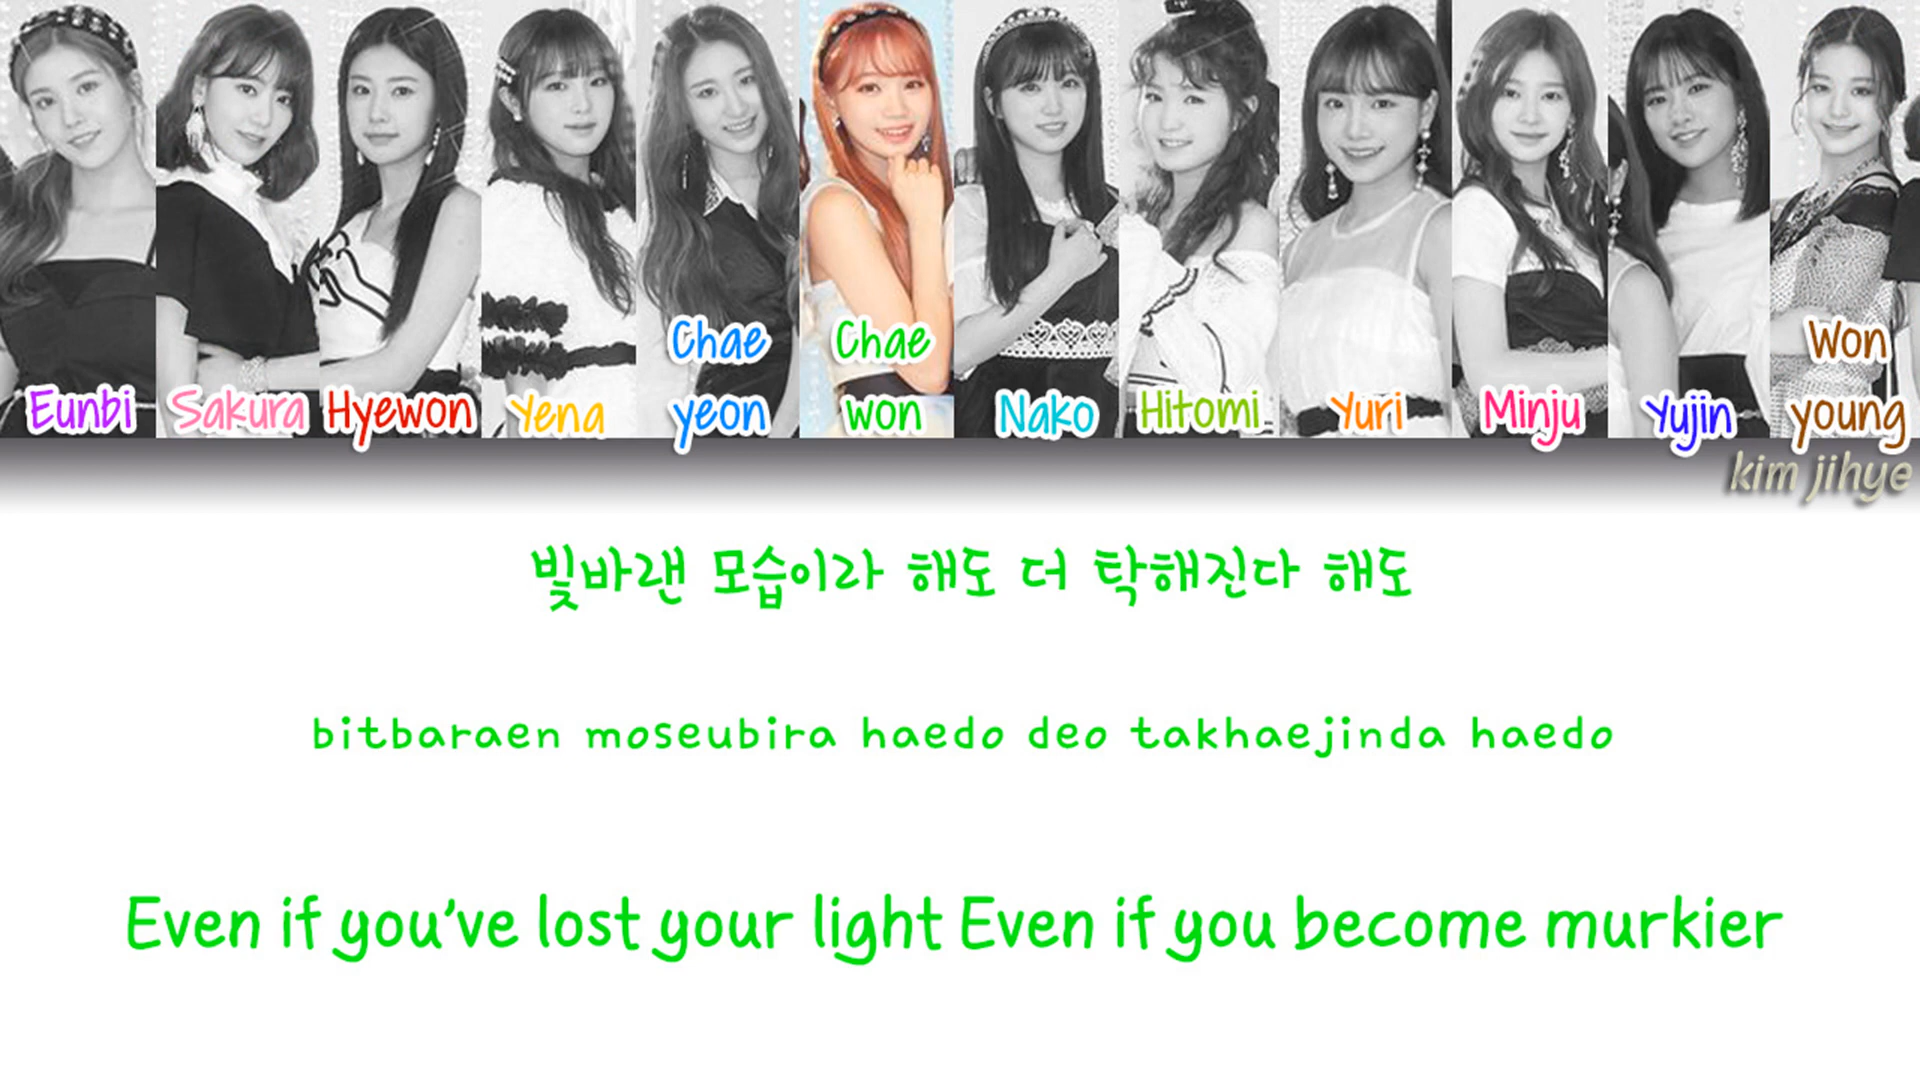 Eunbi
Sakura
Hyewon
Yena
Chae
yeon
Chae
won
Nako
Hitomi
Yuri
Minju
Yujin
Won
young
kim jihye
빛바랜 모습이라 해도 더 탁해진다 해도
bitbaraen moseubira haedo deo takhaejinda haedo
Even if you've lost your light Even if you become murkier